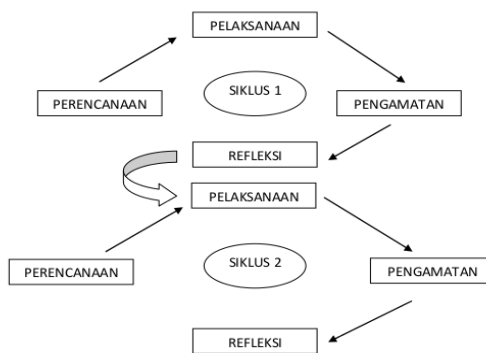 PELAKSANAAN
SIKLUS 1
PERENCANAAN
PENGAMATAN
REFLEKSI
PELAKSANAAN
SIKLUS 2
PERENCANAAN
PENGAMATAN
REFLEKSI